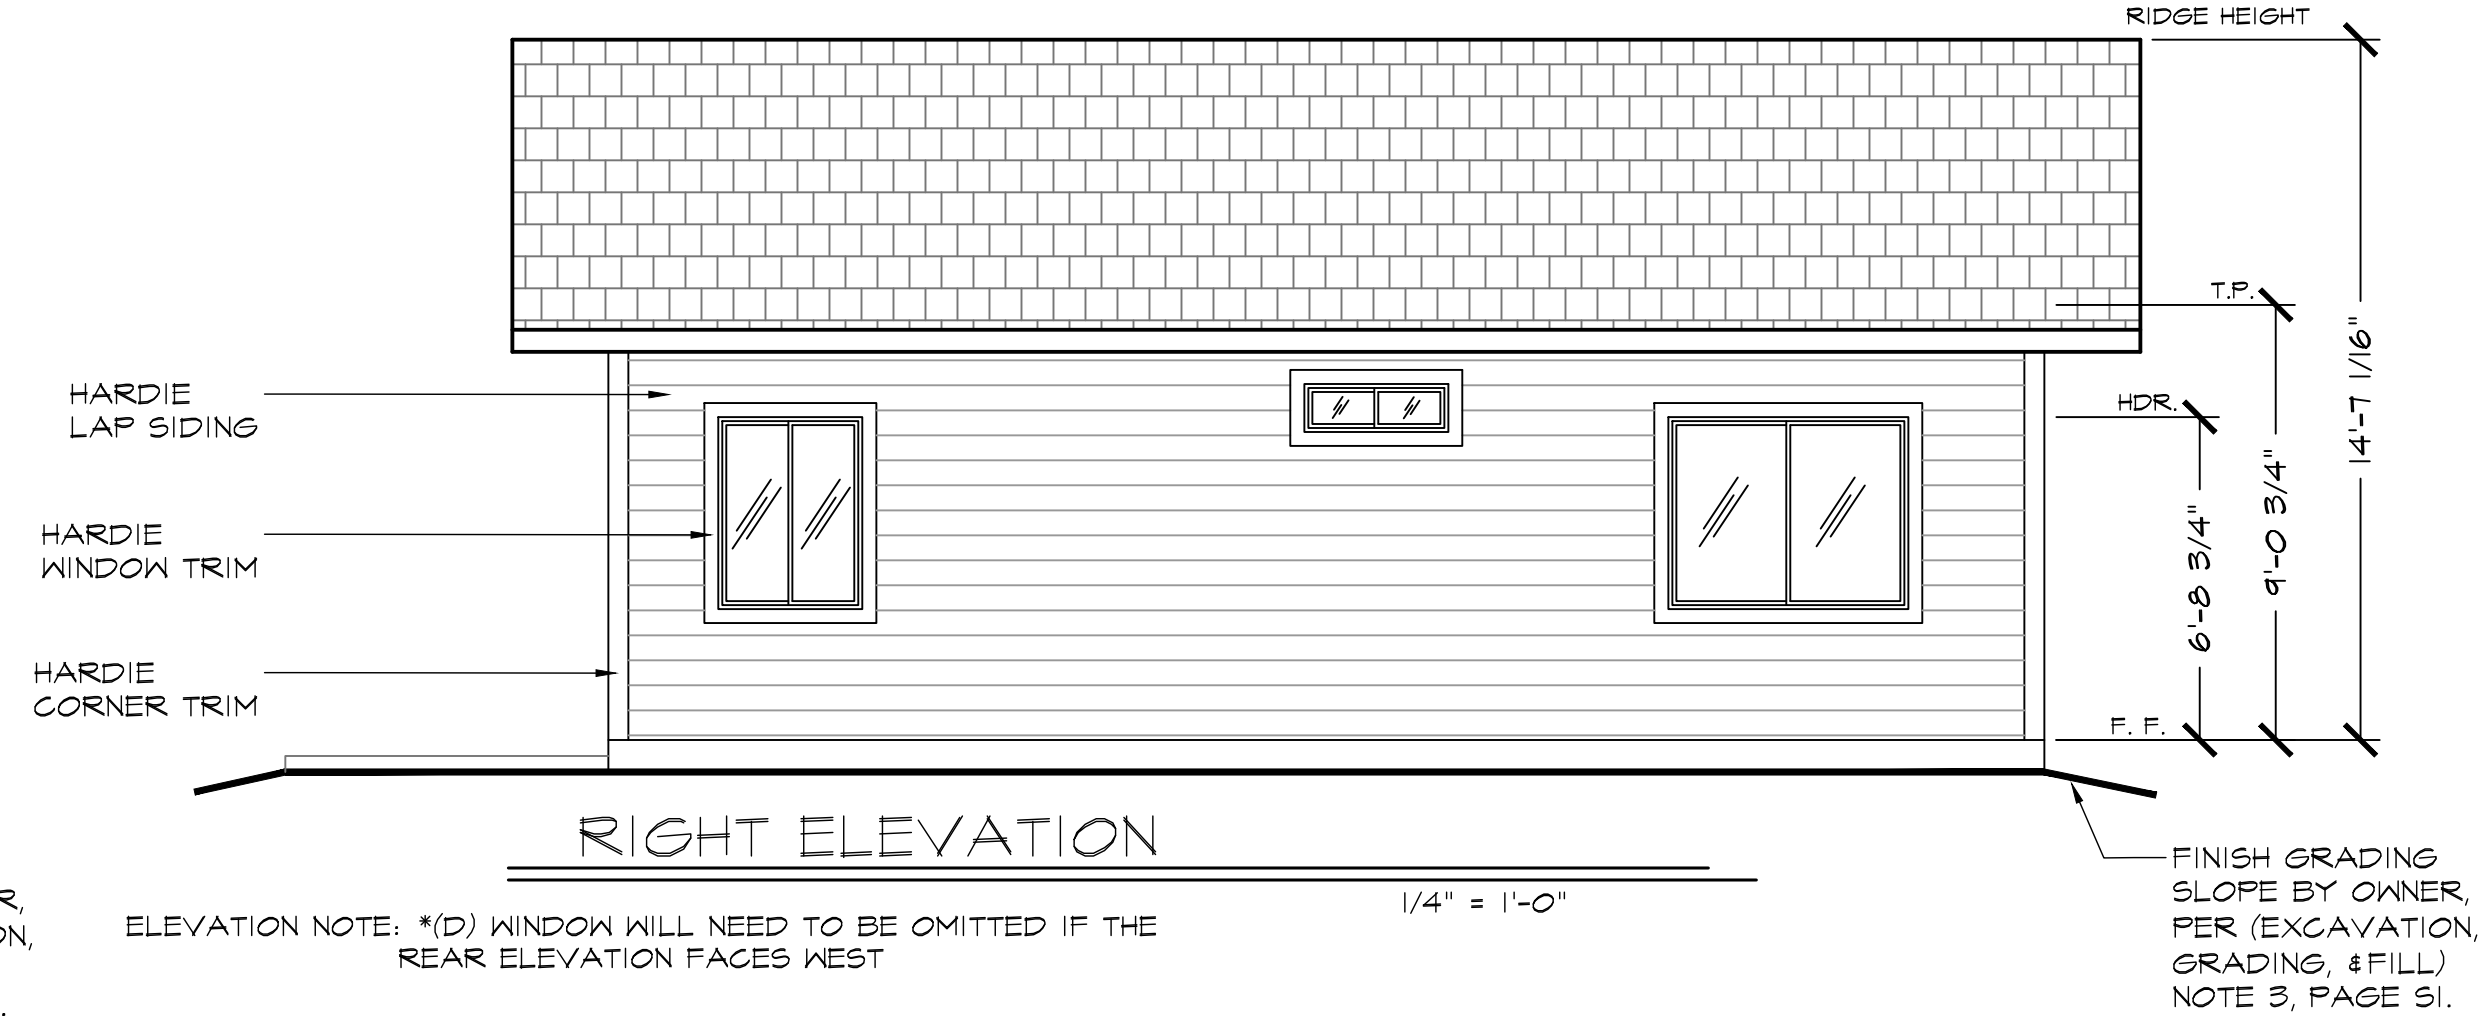 RIDGE HEIGHT
T.P.
14'-7 1/16"
HARDIE
LAP SIDING
HDR.
9'-0 3/4"
6'-8 3/4"
HARDIE
WINDOW TRIM
HARDIE
CORNER TRIM
F. F.
RIGHT ELEVATION
1/4" = 1'-0"
FINISH GRADING
SLOPE BY OWNER,
PER (EXCAVATION,
GRADING, &FILL)
NOTE 3, PAGE S1.
R,
ON,
.
ELEVATION NOTE: *(D) WINDOW WILL NEED TO BE OMITTED IF THE
REAR ELEVATION FACES WEST